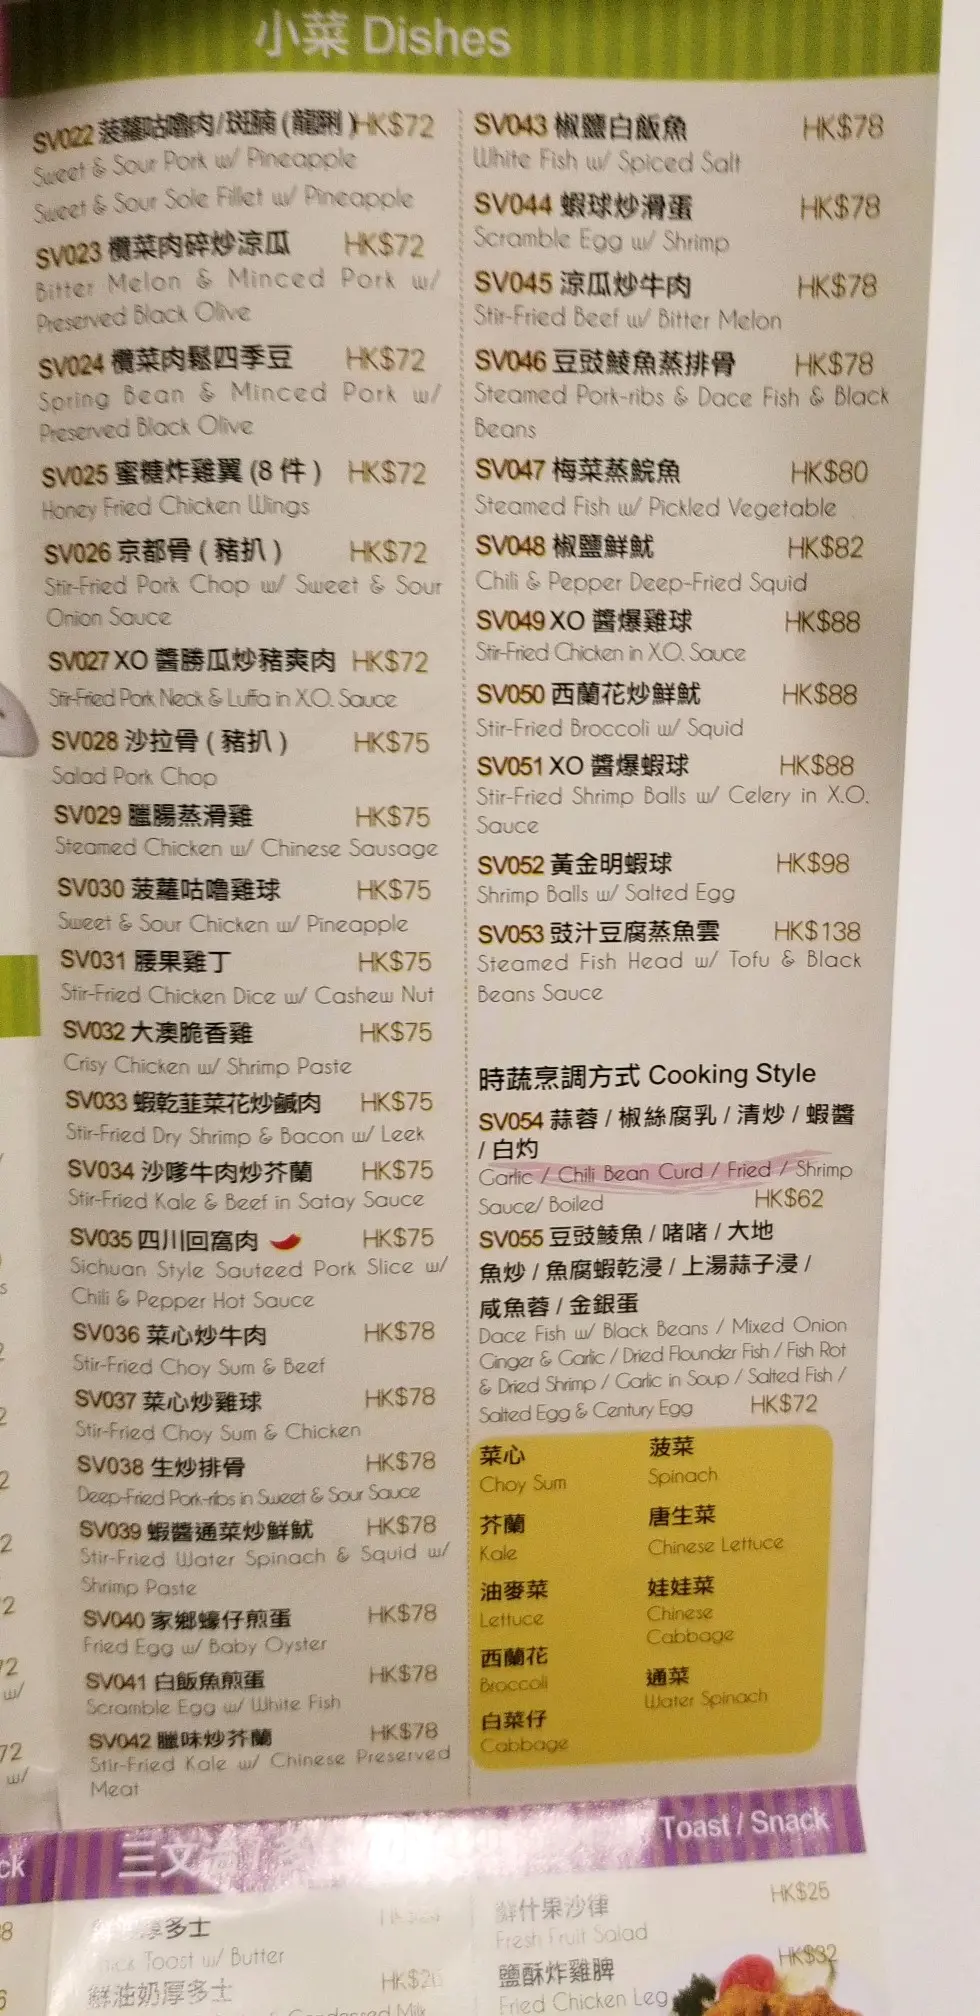 小菜 Dishes
SV022 菠蘿咕嚕肉/斑腩 (龍脷) HK$72
Sweet & Sour Pork w/ Pineapple
Sweet & Sour Sole Fillet w/ Pineapple
SV023 欖菜肉碎炒涼瓜 HK$72
Bitter Melon & Minced Pork w/
Preserved Black Olive
SV024 欖菜肉鬆四季豆 HK$72
Spring Bean & Minced Pork w/
Preserved Black Olive
SV025 蜜糖炸雞翼 (8 件) HK$72
Honey Fried Chicken Wings
SV026 京都骨 ( 豬扒 ) HK$72
Stir-Fried Pork Chop w/ Sweet & Sour
Onion Sauce
SV027 XO 醬勝瓜炒豬爽肉 HK$72
Stir-Fried Pork Neck & Luffa in X.O. Sauce
SV028 沙拉骨 ( 豬扒 ) HK$75
Salad Pork Chop
SV029 臘腸蒸滑雞 HK$75
Steamed Chicken w/ Chinese Sausage
SV030 菠蘿咕嚕雞球 HK$75
Sweet & Sour Chicken w/ Pineapple
SV031 腰果雞丁 HK$75
Stir-Fried Chicken Dice w/ Cashew Nut
SV032 大澳脆香雞 HK$75
Crisy Chicken w/ Shrimp Paste
SV033 蝦乾韮菜花炒鹹肉 HK$75
Stir-Fried Dry Shrimp & Bacon w/ Leek
SV034 沙嗲牛肉炒芥蘭 HK$75
Stir-Fried Kale & Beef in Satay Sauce
SV035 四川回窩肉 HK$75
Sichuan Style Sauteed Pork Slice w/
Chili & Pepper Hot Sauce
SV036 菜心炒牛肉 HK$78
Stir-Fried Choy Sum & Beef
SV037 菜心炒雞球 HK$78
Stir-Fried Choy Sum & Chicken
SV038 生炒排骨 HK$78
Deep-Fried Pork-ribs in Sweet & Sour Sauce
SV039 蝦醬通菜炒鮮魷 HK$78
Stir-Fried Water Spinach & Squid w/
Shrimp Paste
SV040 家鄉蠔仔煎蛋 HK$78
Fried Egg w/ Baby Oyster
SV041 白飯魚煎蛋 HK$78
Scramble Egg w/ White Fish
SV042 臘味炒芥蘭 HK$78
Stir-Fried Kale w/ Chinese Preserved
Meat
SV043 椒鹽白飯魚 HK$78
White Fish w/ Spiced Salt
SV044 蝦球炒滑蛋 HK$78
Scramble Egg w/ Shrimp
SV045 涼瓜炒牛肉 HK$78
Stir-Fried Beef w/ Bitter Melon
SV046 豆豉鯪魚蒸排骨 HK$78
Steamed Pork-ribs & Dace Fish & Black
Beans
SV047 梅菜蒸鯇魚 HK$80
Steamed Fish w/ Pickled Vegetable
SV048 椒鹽鮮魷 HK$82
Chili & Pepper Deep-Fried Squid
SV049 XO 醬爆雞球 HK$88
Stir-Fried Chicken in X.O. Sauce
SV050 西蘭花炒鮮魷 HK$88
Stir-Fried Broccoli w/ Squid
SV051 XO 醬爆蝦球 HK$88
Stir-Fried Shrimp Balls w/ Celery in X.O.
Sauce
SV052 黃金明蝦球 HK$98
Shrimp Balls w/ Salted Egg
SV053 豉汁豆腐蒸魚雲 HK$138
Steamed Fish Head w/ Tofu & Black
Beans Sauce
時蔬烹調方式 Cooking Style
SV054 蒜蓉 / 椒絲腐乳 / 清炒 / 蝦醬
/ 白灼
Garlic / Chili Bean Curd / Fried / Shrimp
Sauce/ Boiled HK$62
SV055 豆豉鯪魚 / 啫啫 / 大地
魚炒 / 魚腐蝦乾浸 / 上湯蒜子浸 /
咸魚蓉 / 金銀蛋
Dace Fish w/ Black Beans / Mixed Onion
Ginger & Garlic / Dried Flounder Fish / Fish Rot
& Dried Shrimp / Garlic in Soup / Salted Fish /
Salted Egg & Century Egg HK$72
菜心 菠菜
Choy Sum Spinach
芥蘭 唐生菜
Kale Chinese Lettuce
油麥菜 娃娃菜
Lettuce Chinese
Cabbage
西蘭花
Broccoli
通菜
Water Spinach
白菜仔
Cabbage
三文 Toast / Snack
厚多士
Toast w/ Butter
鮮油奶厚多士 HK$26
Milk
鮮什果沙律 HK$25
Fresh Fruit Salad
鹽酥炸雞脾 HK$32
Fried Chicken Leg